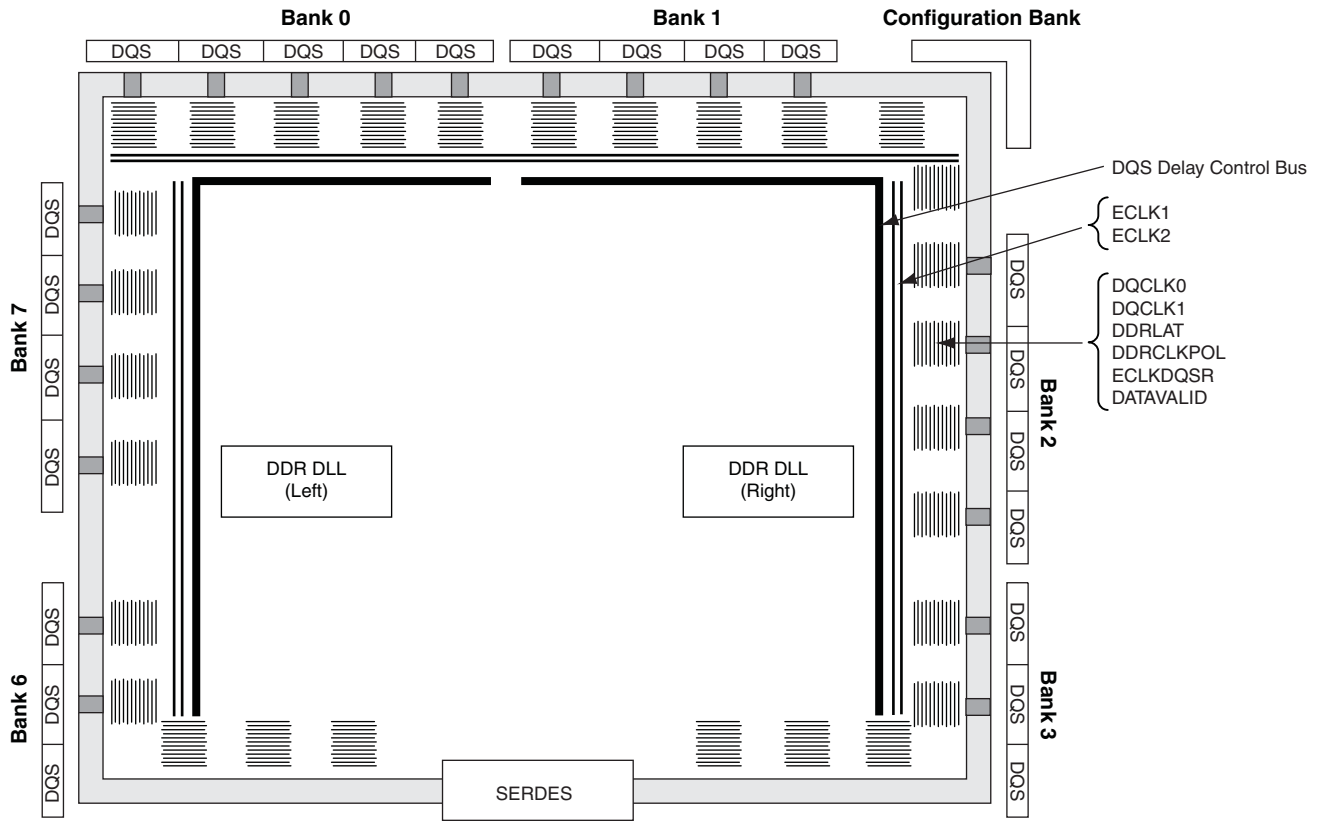 Bank 0
Bank 1
Configuration Bank
DQS DQS DQS DQS DQS
DQS DQS DQS DQS
DQS Delay Control Bus
ECLK1
ECLK2
DQCLK0
DQCLK1
DDRLAT
DDRCLKPOL
ECLKDQSR
DATAVALID
Bank 7
DQS
DQS
DQS
DQS
Bank 6
DQS
DQS
DQS
DDR DLL
(Left)
DDR DLL
(Right)
Bank 2
DQS
DQS
DQS
DQS
Bank 3
DQS
DQS
DQS
SERDES